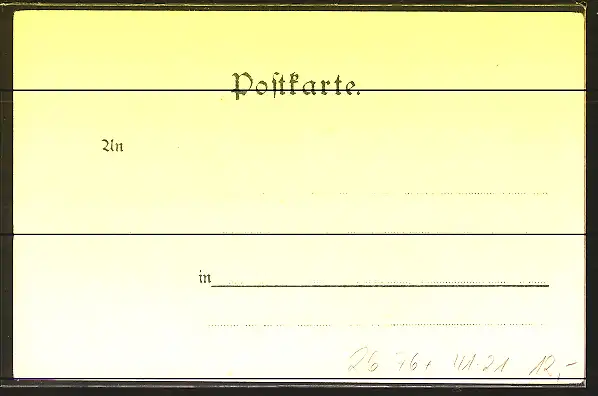 Postkarte.
An
in
26 76+ 41.21 12,-